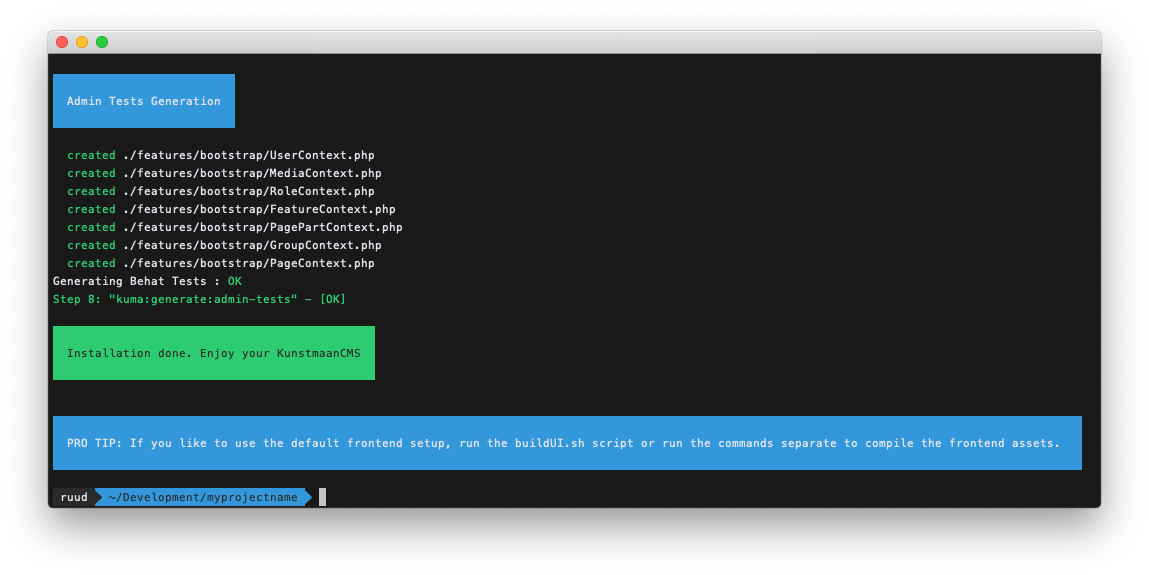 Admin Tests Generation
created ./features/bootstrap/UserContext.php
created ./features/bootstrap/MediaContext.php
created ./features/bootstrap/RoleContext.php
created ./features/bootstrap/FeatureContext.php
created ./features/bootstrap/PagePartContext.php
created ./features/bootstrap/GroupContext.php
created ./features/bootstrap/PageContext.php
Generating Behat Tests : OK
Step 8: "kuma:generate:admin-tests" - [OK]
Installation done. Enjoy your KunstmaanCMS
PRO TIP: If you like to use the default frontend setup, run the buildUI.sh script or run the commands separate to compile the frontend assets.
ruud ~/Development/myprojectname